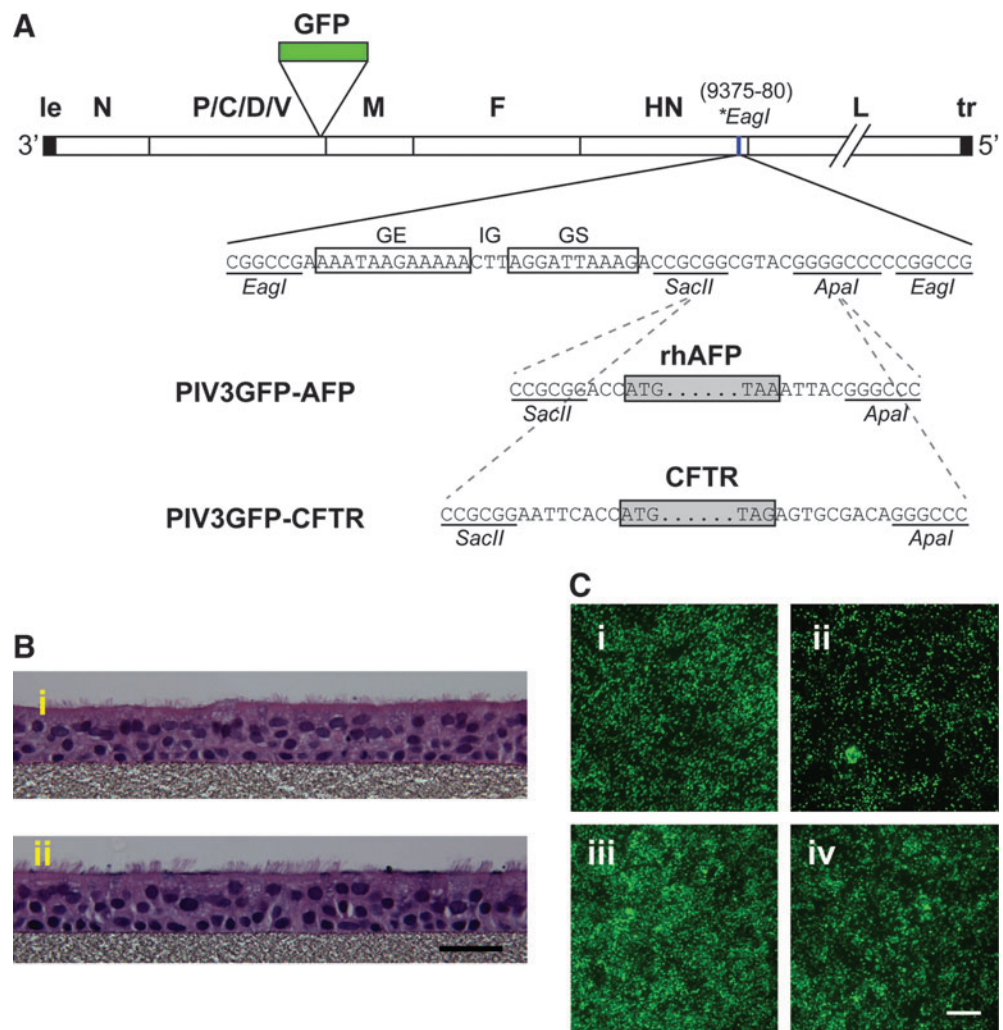 A
GFP
le N P/C/D/V M F HN (9375-80) L tr
*EagI
3' 5'
GE IG GS
CGGCCGAAAATAAGAAAAACTTAGGATTAAAGACCGCGGCGTACGGGGCCCCCGGCCG
EagI SacII ApaI EagI
rhAFP
PIV3GFP-AFP CCGCGGACCATG......TAAATTACGGGCCC
SacII ApaI
CFTR
PIV3GFP-CFTR CCGCGGAATTCACCATG......TAGAGTGCGACAGGGCCC
SacII ApaI
B
i
ii
C
i ii
iii iv